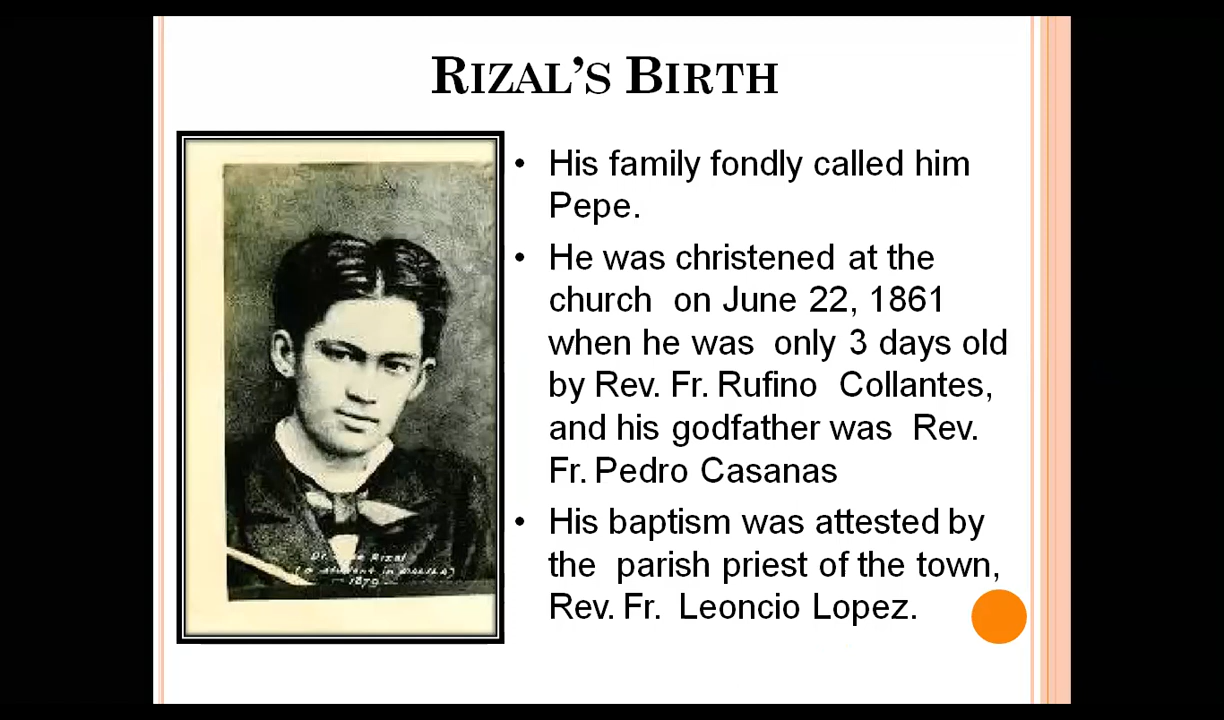 RIZAL'S BIRTH
• His family fondly called him
Pepe.
• He was christened at the
church on June 22, 1861
when he was only 3 days old
by Rev. Fr. Rufino Collantes,
and his godfather was Rev.
Fr. Pedro Casanas
• His baptism was attested by
the parish priest of the town,
Rev. Fr. Leoncio Lopez.
Rizal
(a student in
1879